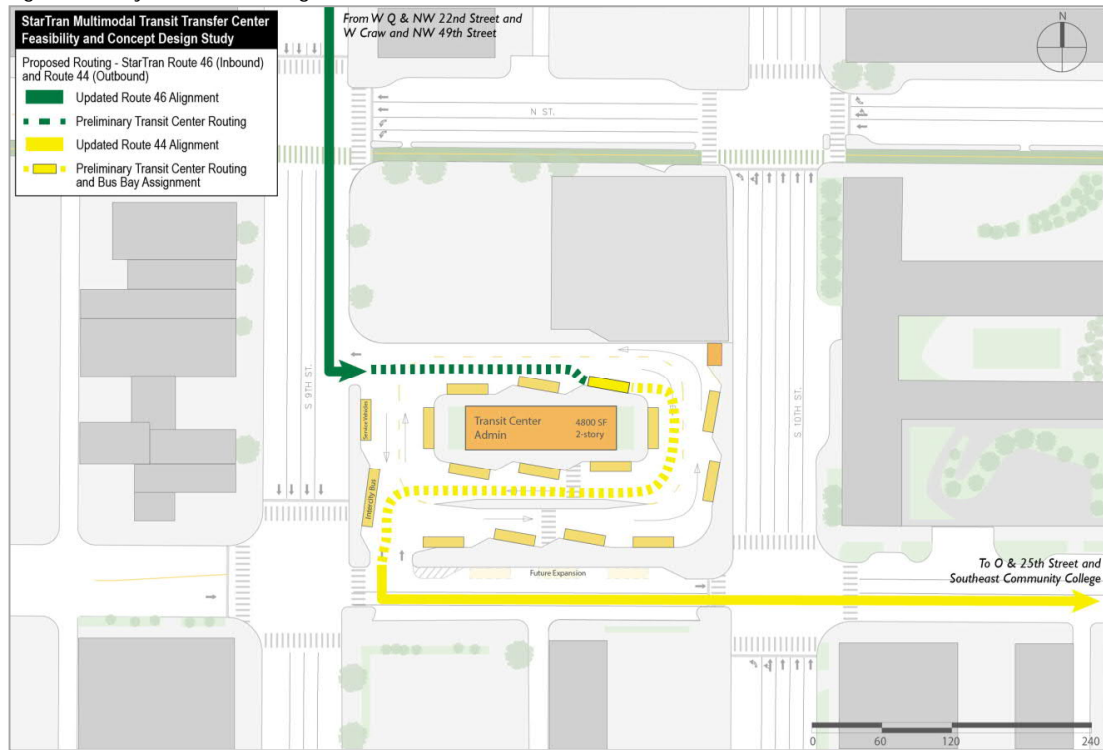 StarTran Multimodal Transit Transfer Center
Feasibility and Concept Design Study
Proposed Routing - StarTran Route 46 (Inbound)
and Route 44 (Outbound)
Updated Route 46 Alignment
Preliminary Transit Center Routing
Updated Route 44 Alignment
Preliminary Transit Center Routing
and Bus Bay Assignment
From W Q & NW 22nd Street and
W Craw and NW 49th Street
N
N ST.
S 9TH ST.
S 10TH ST.
Service Vehicles
Intercity Bus
Transit Center
Admin
4800 SF
2-story
Future Expansion
To O & 25th Street and
Southeast Community College
0
60
120
240